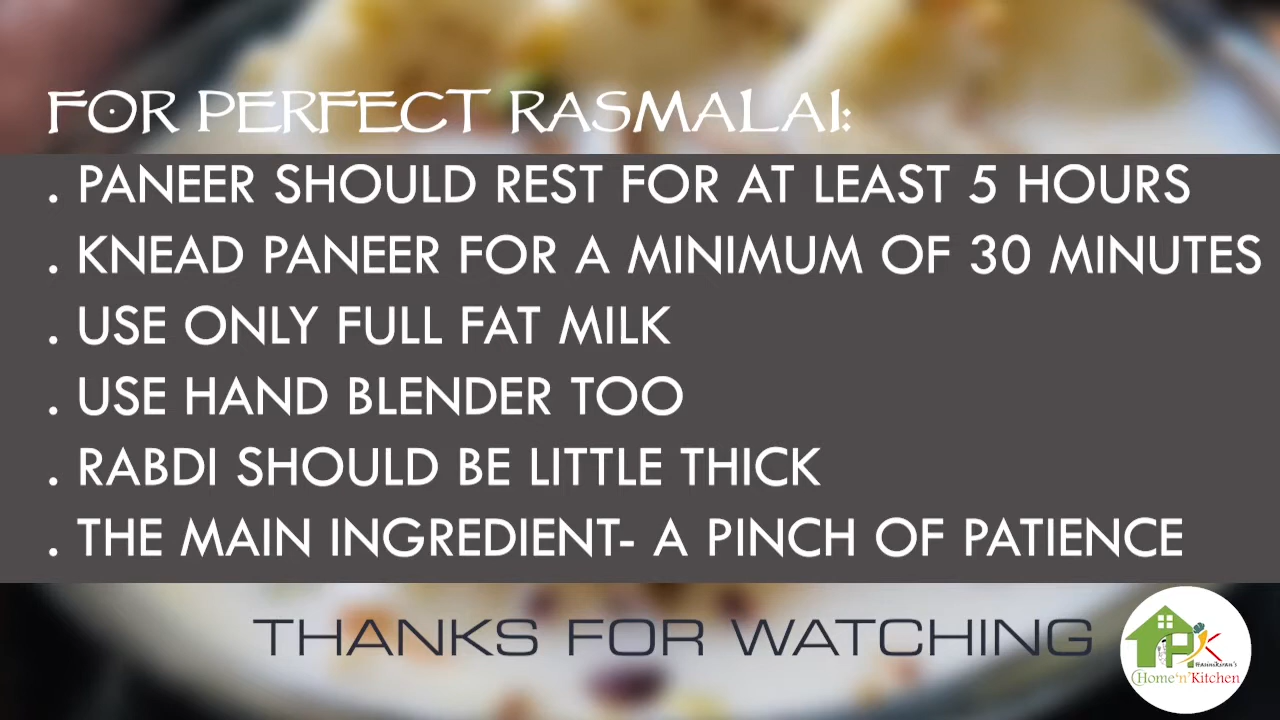 FOR PERFECT RASMALAI:
. PANEER SHOULD REST FOR AT LEAST 5 HOURS
. KNEAD PANEER FOR A MINIMUM OF 30 MINUTES
. USE ONLY FULL FAT MILK
. USE HAND BLENDER TOO
. RABDI SHOULD BE LITTLE THICK
. THE MAIN INGREDIENT- A PINCH OF PATIENCE
THANKS FOR WATCHING
PK
Home 'n' Kitchen